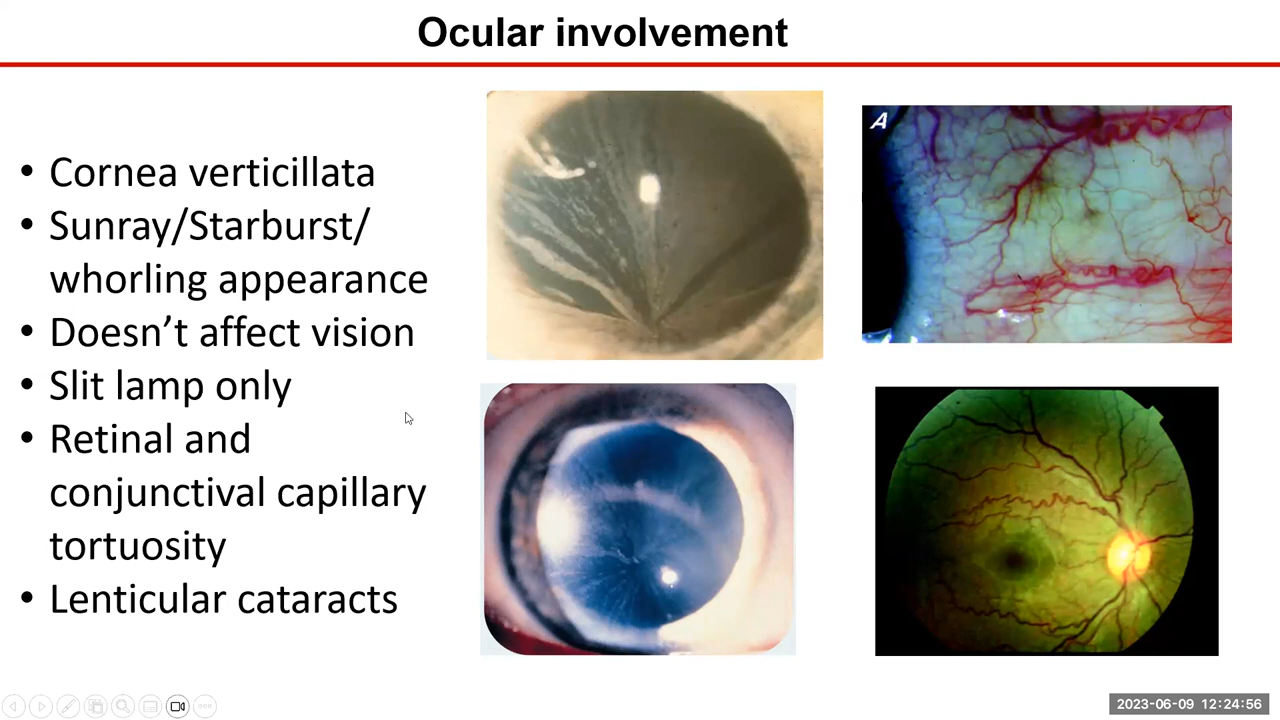 Ocular involvement
• Cornea verticillata
• Sunray/Starburst/
whorling appearance
• Doesn’t affect vision
• Slit lamp only
• Retinal and
conjunctival capillary
tortuosity
• Lenticular cataracts
A
2023-06-09 12:24:56